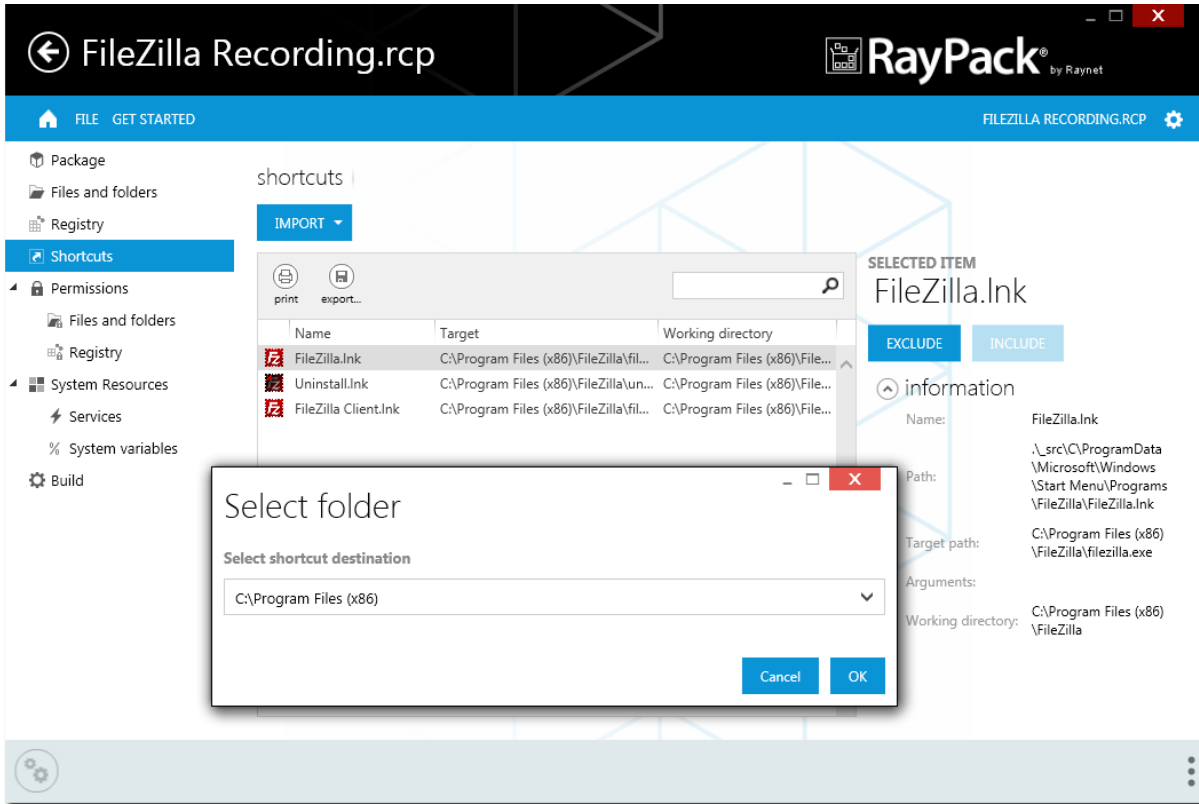 FileZilla Recording.rcp
RayPack® by Raynet
FILE GET STARTED
FILEZILLA RECORDING.RCP
Package
Files and folders
Registry
Shortcuts
Permissions
Files and folders
Registry
System Resources
Services
System variables
Build
shortcuts
IMPORT
print export...
Name Target Working directory
FileZilla.lnk C:\Program Files (x86)\FileZilla\fil... C:\Program Files (x86)\File...
Uninstall.lnk C:\Program Files (x86)\FileZilla\un... C:\Program Files (x86)\File...
FileZilla Client.lnk C:\Program Files (x86)\FileZilla\fil... C:\Program Files (x86)\File...
SELECTED ITEM
FileZilla.lnk
EXCLUDE INCLUDE
information
Name: FileZilla.lnk
Path: .\_src\C\ProgramData
\Microsoft\Windows
\Start Menu\Programs
\FileZilla\FileZilla.lnk
Target path: C:\Program Files (x86)
\FileZilla\filezilla.exe
Arguments:
Working directory: C:\Program Files (x86)
\FileZilla
Select folder
Select shortcut destination
C:\Program Files (x86)
Cancel OK